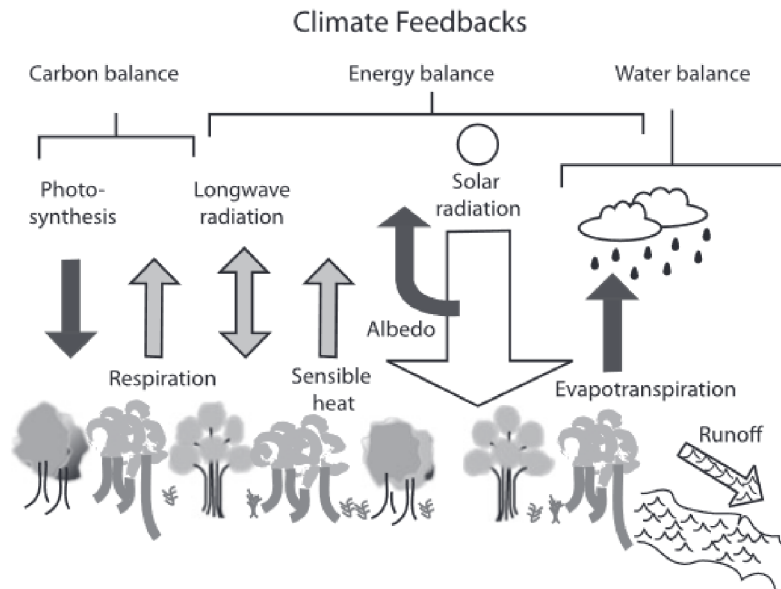 Climate Feedbacks
Carbon balance
Energy balance
Water balance
Photo-
synthesis
Longwave
radiation
Solar
radiation
Albedo
Respiration
Sensible
heat
Evapotranspiration
Runoff